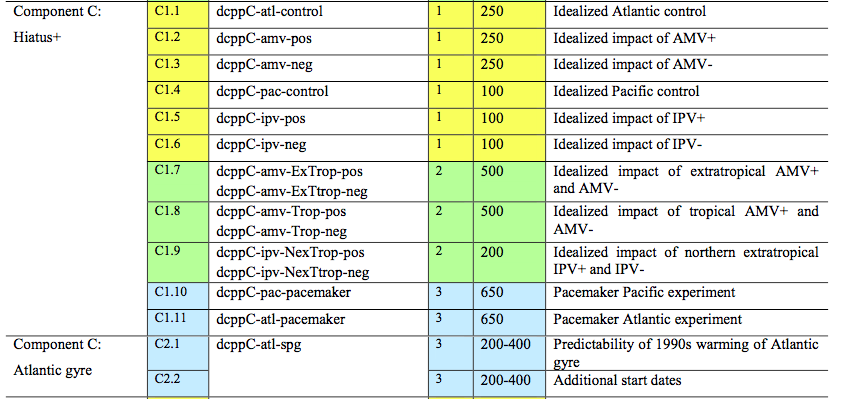 Component C: C1.1 dcppC-atl-control 1 250 Idealized Atlantic control
Hiatus+ C1.2 dcppC-amv-pos 1 250 Idealized impact of AMV+
C1.3 dcppC-amv-neg 1 250 Idealized impact of AMV-
C1.4 dcppC-pac-control 1 100 Idealized Pacific control
C1.5 dcppC-ipv-pos 1 100 Idealized impact of IPV+
C1.6 dcppC-ipv-neg 1 100 Idealized impact of IPV-
C1.7 dcppC-amv-ExTrop-pos 2 500 Idealized impact of extratropical AMV+
dcppC-amv-ExTtrop-neg and AMV-
C1.8 dcppC-amv-Trop-pos 2 500 Idealized impact of tropical AMV+ and
dcppC-amv-Trop-neg AMV-
C1.9 dcppC-ipv-NexTrop-pos 2 200 Idealized impact of northern extratropical
dcppC-ipv-NexTtrop-neg IPV+ and IPV-
C1.10 dcppC-pac-pacemaker 3 650 Pacemaker Pacific experiment
C1.11 dcppC-atl-pacemaker 3 650 Pacemaker Atlantic experiment
Component C: C2.1 dcppC-atl-spg 3 200-400 Predictability of 1990s warming of Atlantic
gyre
Atlantic gyre C2.2 3 200-400 Additional start dates